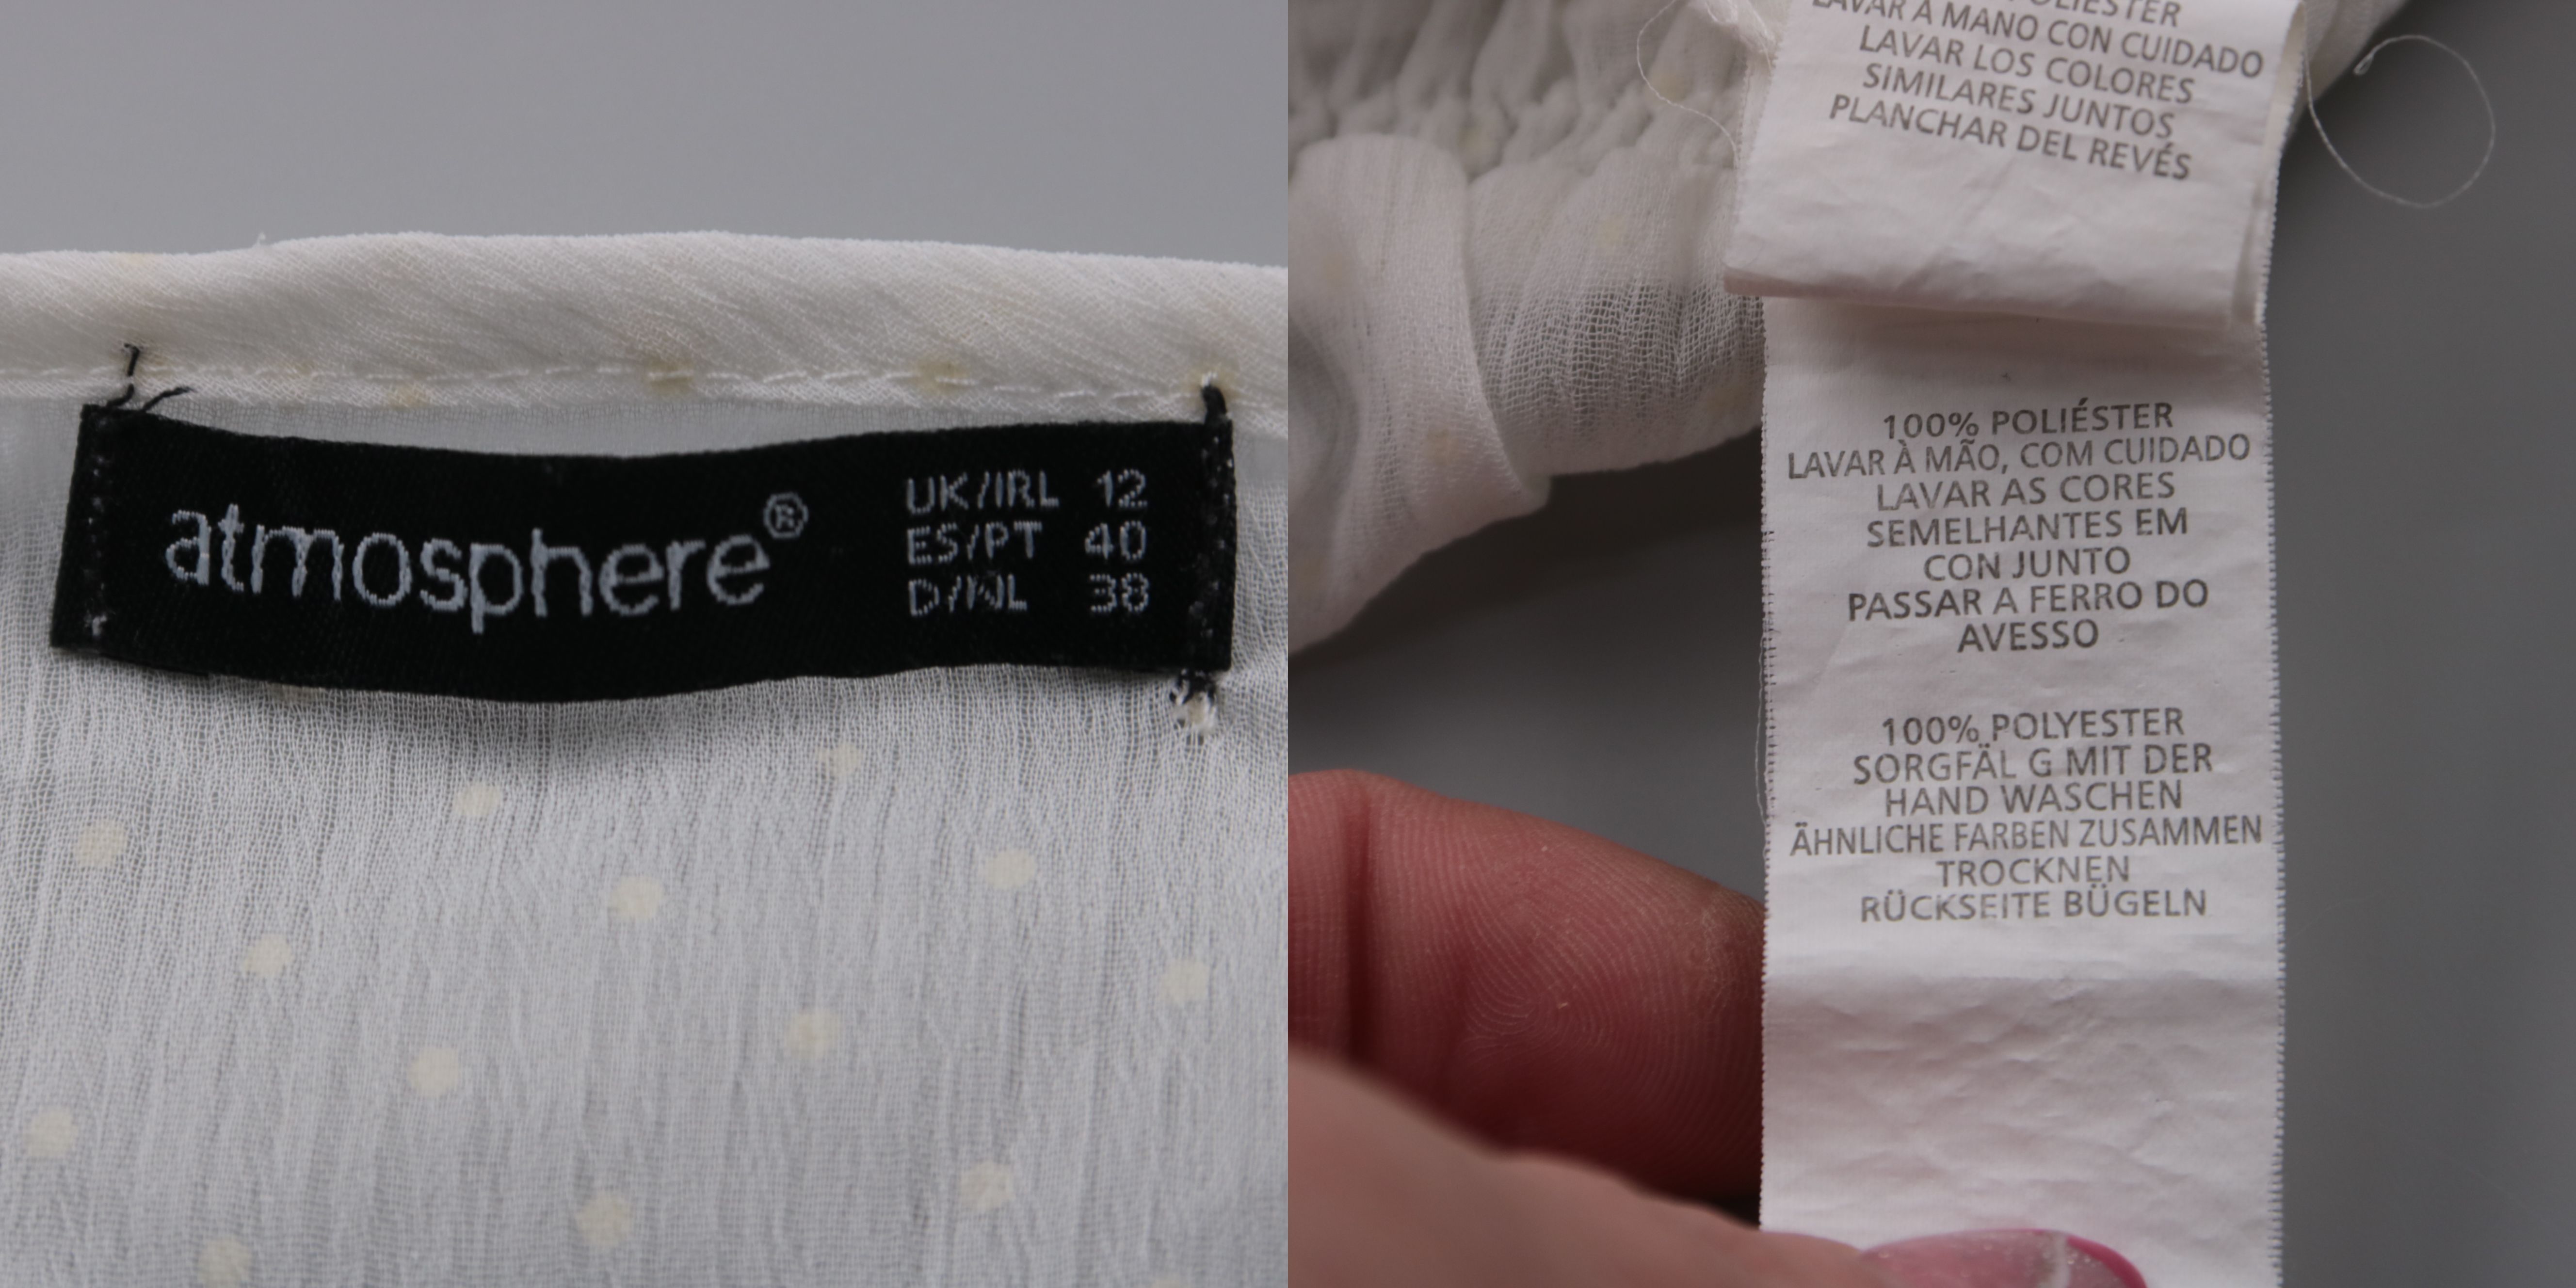 atmosphere®
UK/IRL 12
ES/PT 40
D/NL 38
POLIÉSTER
LAVAR A MANO CON CUIDADO
LAVAR LOS COLORES
SIMILARES JUNTOS
PLANCHAR DEL REVÉS
100% POLIÉSTER
LAVAR À MÃO, COM CUIDADO
LAVAR AS CORES
SEMELHANTES EM
CON JUNTO
PASSAR A FERRO DO
AVESSO
100% POLYESTER
SORGFÄL G MIT DER
HAND WASCHEN
ÄHNLICHE FARBEN ZUSAMMEN
TROCKNEN
RÜCKSEITE BÜGELN